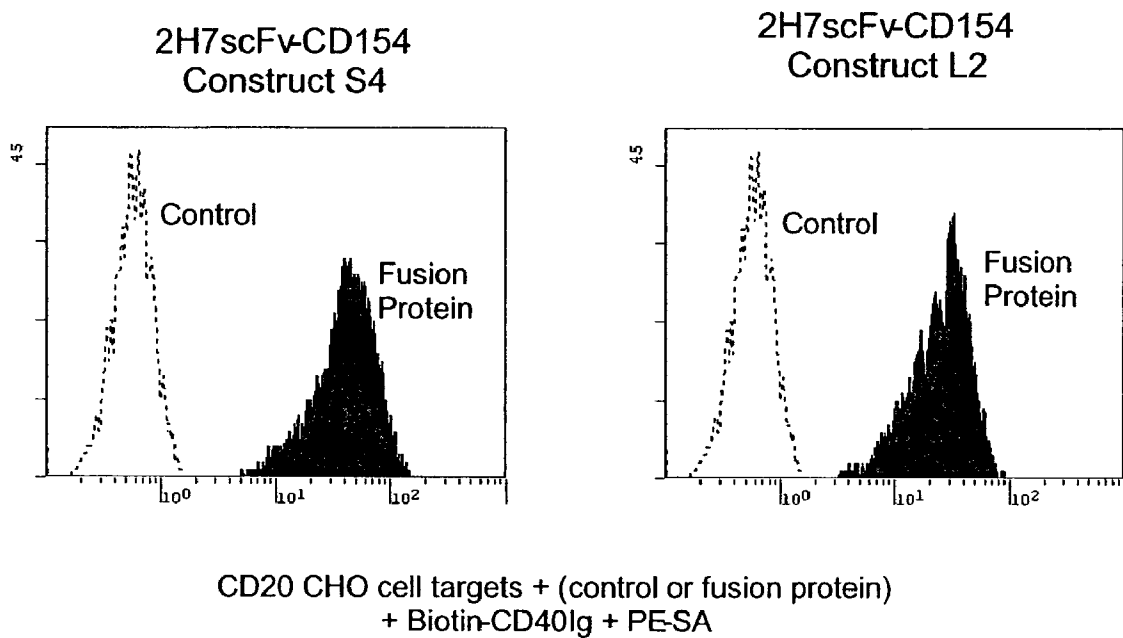 2H7scFv-CD154
Construct S4
2H7scFv-CD154
Construct L2
45
Control
Fusion
Protein
10⁰
10¹
10²
45
Control
Fusion
Protein
10⁰
10¹
10²
CD20 CHO cell targets + (control or fusion protein)
+ Biotin-CD40Ig + PE-SA